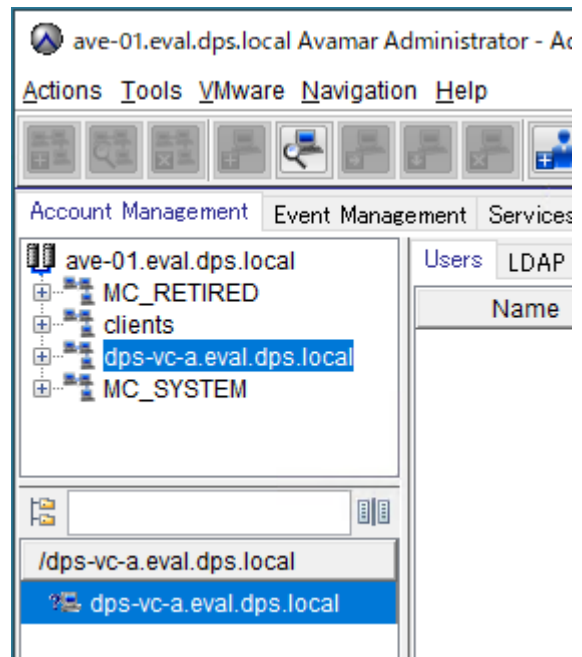 ave-01.eval.dps.local Avamar Administrator - Ad
Actions Tools VMware Navigation Help
Account Management Event Management Services
ave-01.eval.dps.local
MC_RETIRED
clients
dps-vc-a.eval.dps.local
MC_SYSTEM
Users LDAP
Name
/dps-vc-a.eval.dps.local
dps-vc-a.eval.dps.local